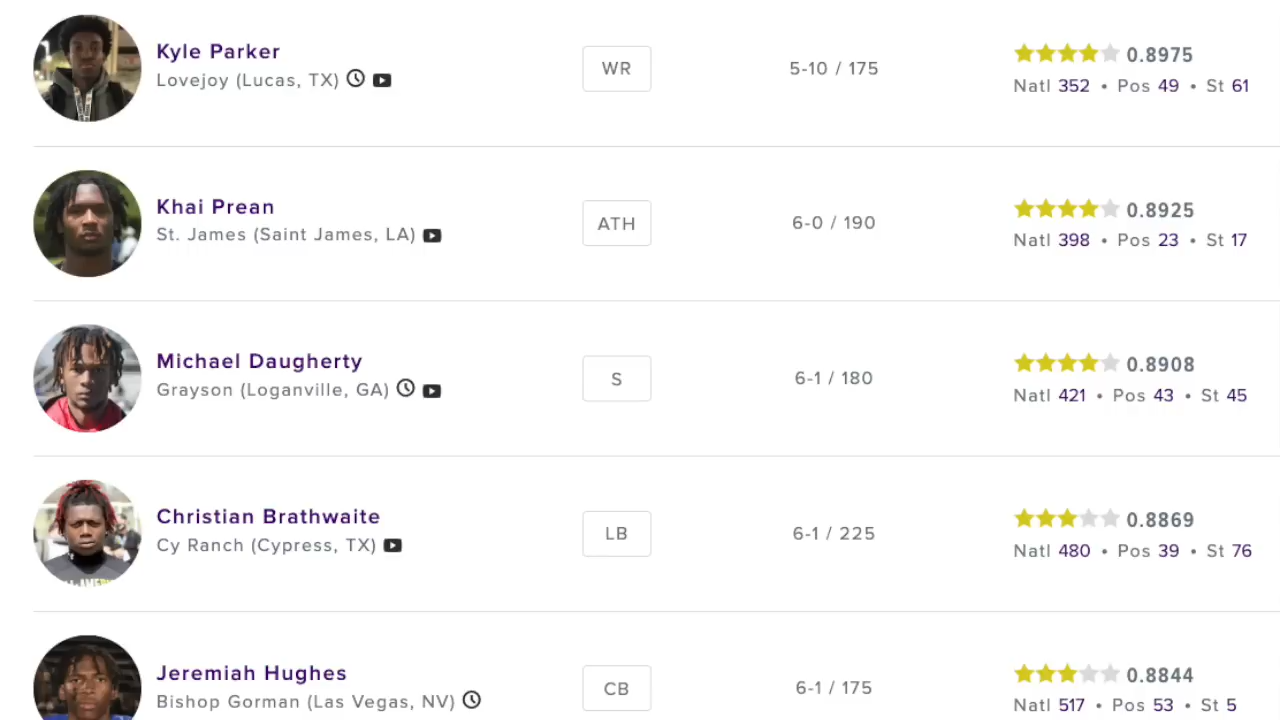 Kyle Parker
Lovejoy (Lucas, TX)
WR
5-10 / 175
0.8975
Natl 352 • Pos 49 • St 61
Khai Prean
St. James (Saint James, LA)
ATH
6-0 / 190
0.8925
Natl 398 • Pos 23 • St 17
Michael Daugherty
Grayson (Loganville, GA)
S
6-1 / 180
0.8908
Natl 421 • Pos 43 • St 45
Christian Brathwaite
Cy Ranch (Cypress, TX)
LB
6-1 / 225
0.8869
Natl 480 • Pos 39 • St 76
Jeremiah Hughes
Bishop Gorman (Las Vegas, NV)
CB
6-1 / 175
0.8844
Natl 517 • Pos 53 • St 5